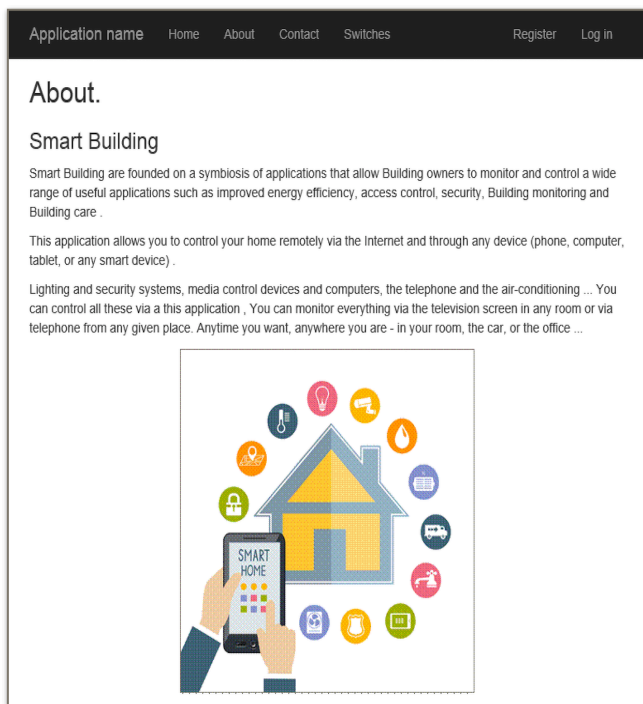 Application name Home About Contact Switches Register Log in
About.
Smart Building
Smart Building are founded on a symbiosis of applications that allow Building owners to monitor and control a wide
range of useful applications such as improved energy efficiency, access control, security, Building monitoring and
Building care .
This application allows you to control your home remotely via the Internet and through any device (phone, computer,
tablet, or any smart device) .
Lighting and security systems, media control devices and computers, the telephone and the air-conditioning ... You
can control all these via a this application , You can monitor everything via the television screen in any room or via
telephone from any given place. Anytime you want, anywhere you are - in your room, the car, or the office ...
SMART
HOME